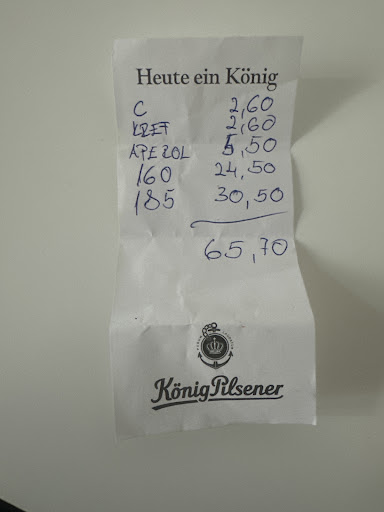 Heute ein König
C 2,60
KREF 2,60
APEROL 5,50
160 24,50
185 30,50
65,70
König Pilsener